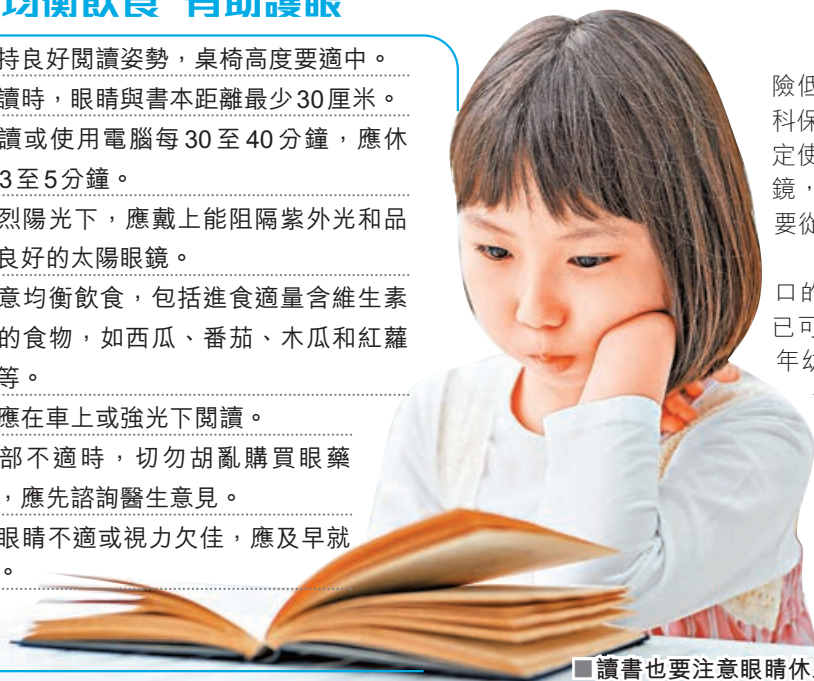 均衡飲食 有助護眼
持良好閱讀姿勢，桌椅高度要適中。
讀時，眼睛與書本距離最少30厘米。
讀或使用電腦每30至40分鐘，應休
3至5分鐘。
烈陽光下，應戴上能阻隔紫外光和品
良好的太陽眼鏡。
意均衡飲食，包括進食適量含維生素
的食物，如西瓜、番茄、木瓜和紅蘿
等。
應在車上或強光下閱讀。
部不適時，切勿胡亂購買眼藥
，應先諮詢醫生意見。
眼睛不適或視力欠佳，應及早就
。
險低
科保
定使
鏡，
要從
口的
已可
年幼
■讀書也要注意眼睛休